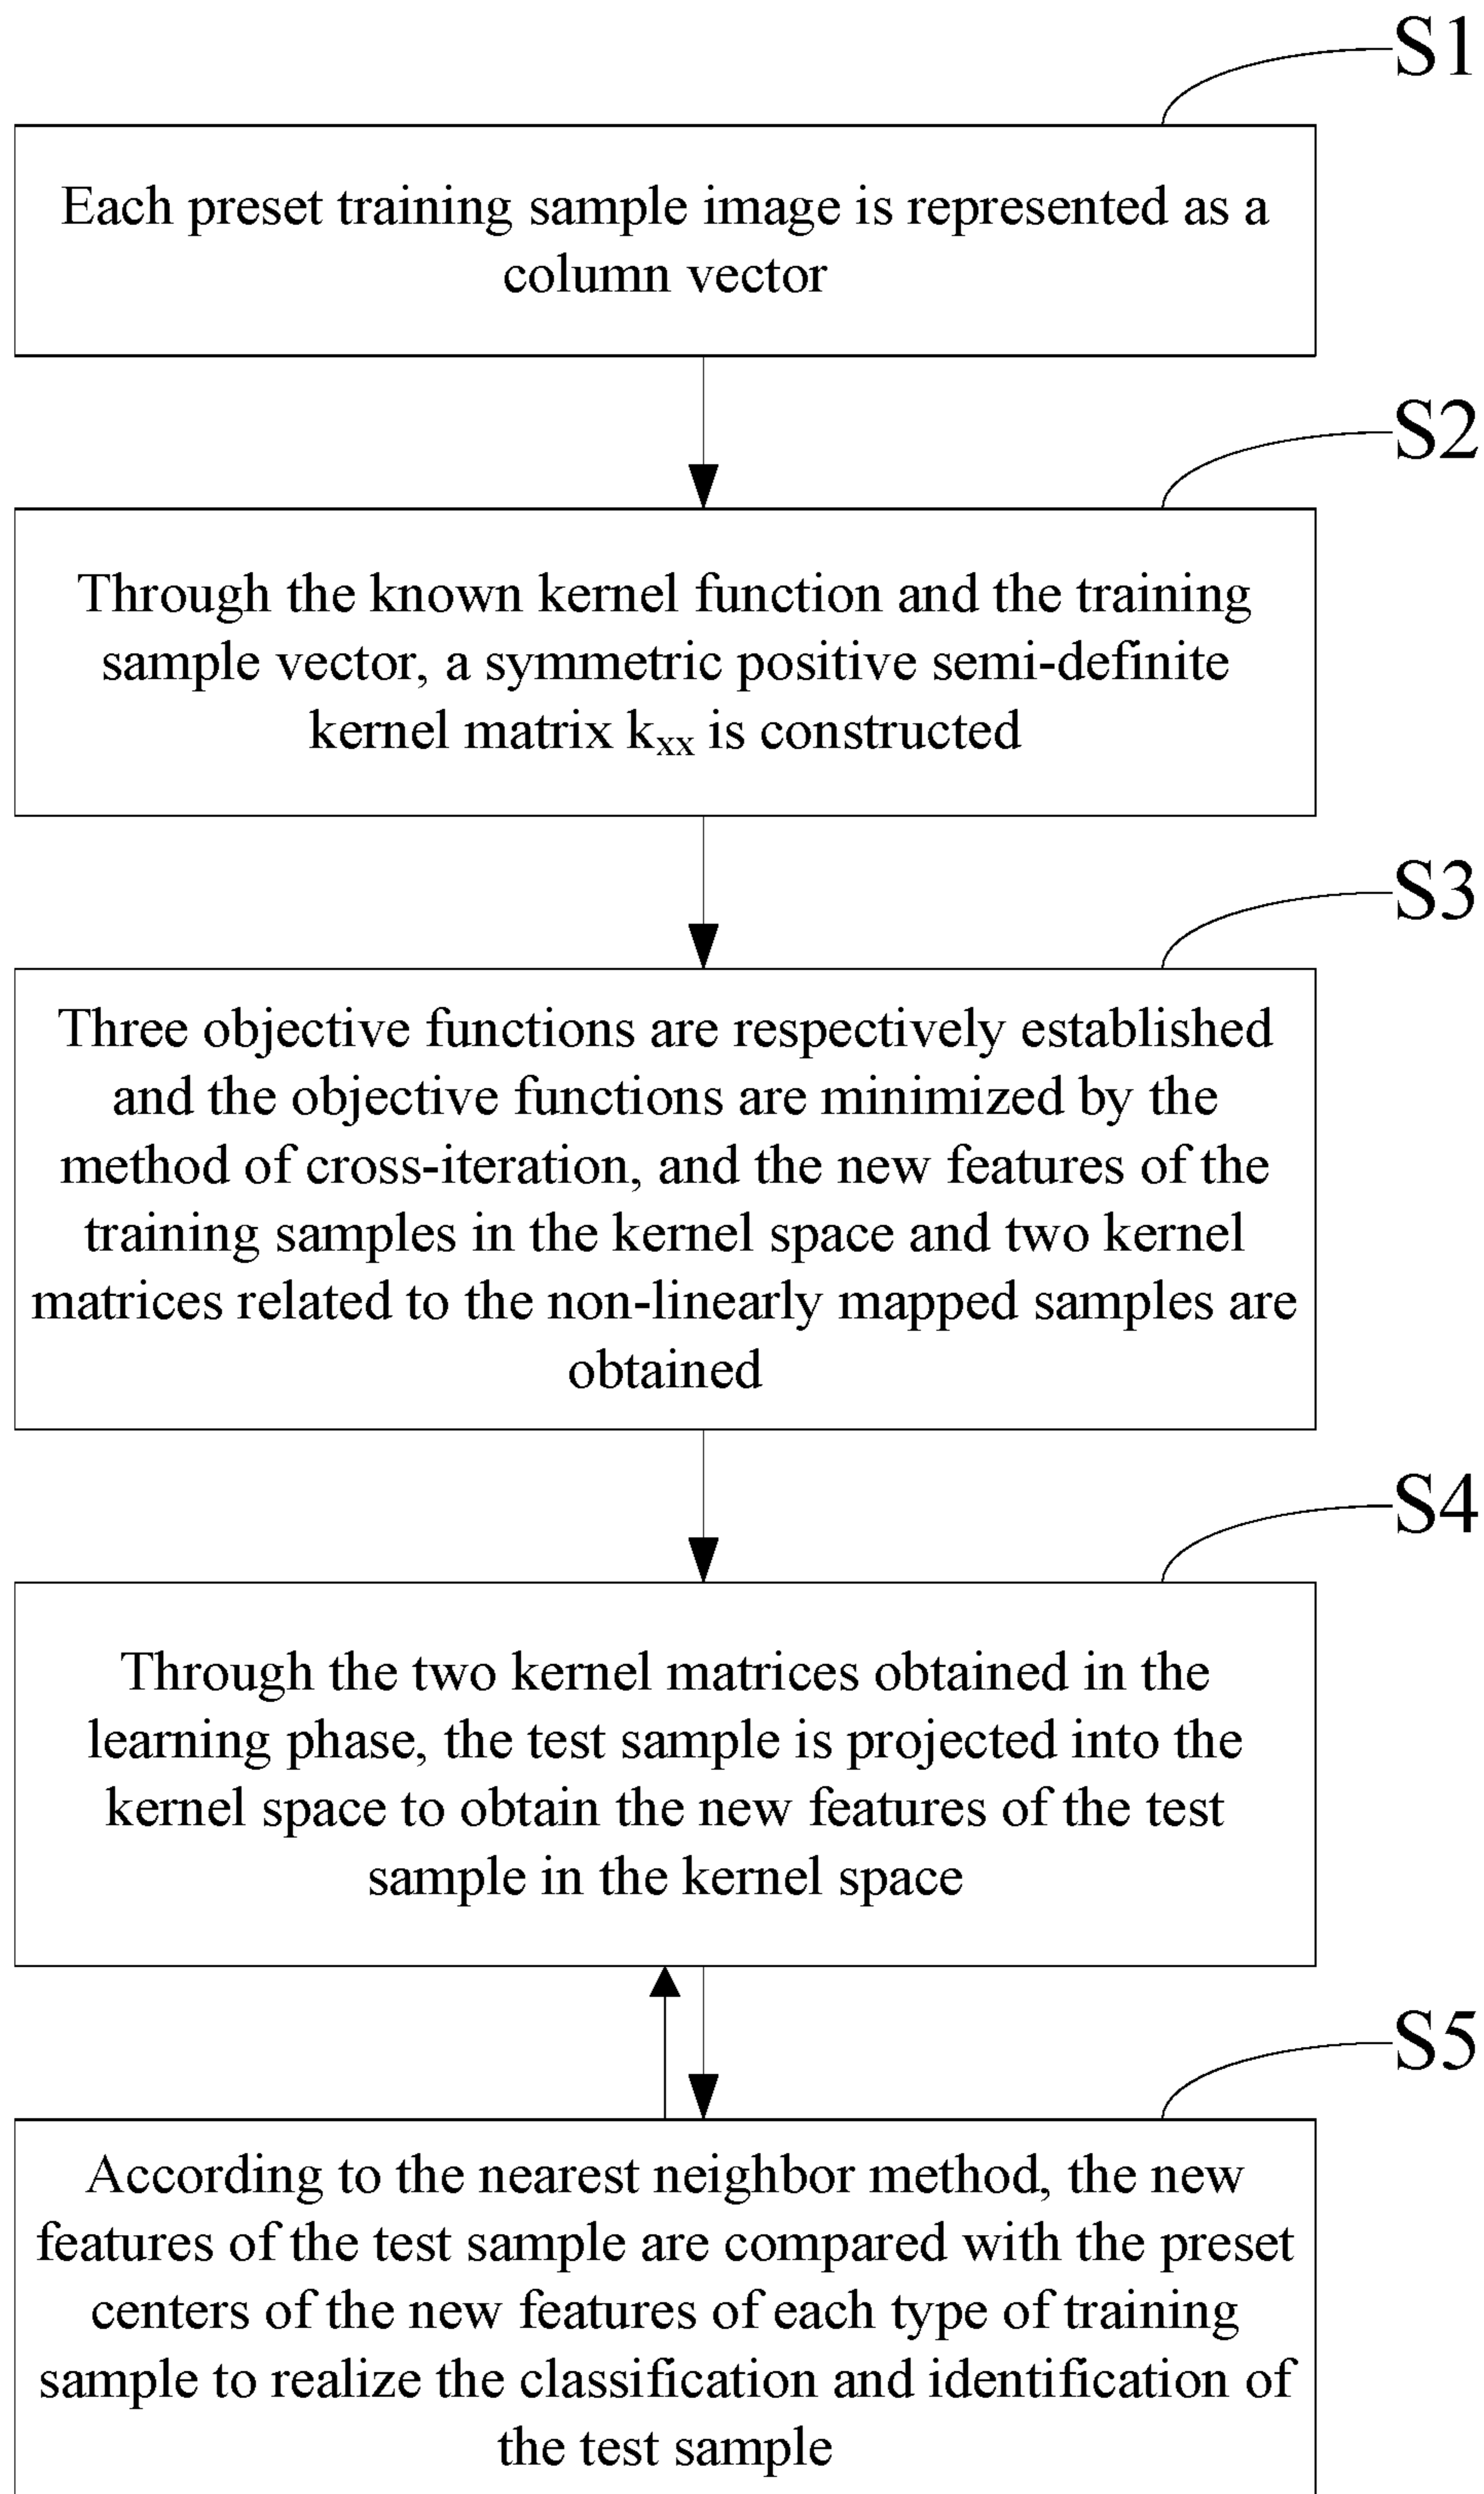 S1
Each preset training sample image is represented as a
column vector
S2
Through the known kernel function and the training
sample vector, a symmetric positive semi-definite
kernel matrix kxx is constructed
S3
Three objective functions are respectively established
and the objective functions are minimized by the
method of cross-iteration, and the new features of the
training samples in the kernel space and two kernel
matrices related to the non-linearly mapped samples are
obtained
S4
Through the two kernel matrices obtained in the
learning phase, the test sample is projected into the
kernel space to obtain the new features of the test
sample in the kernel space
S5
According to the nearest neighbor method, the new
features of the test sample are compared with the preset
centers of the new features of each type of training
sample to realize the classification and identification of
the test sample